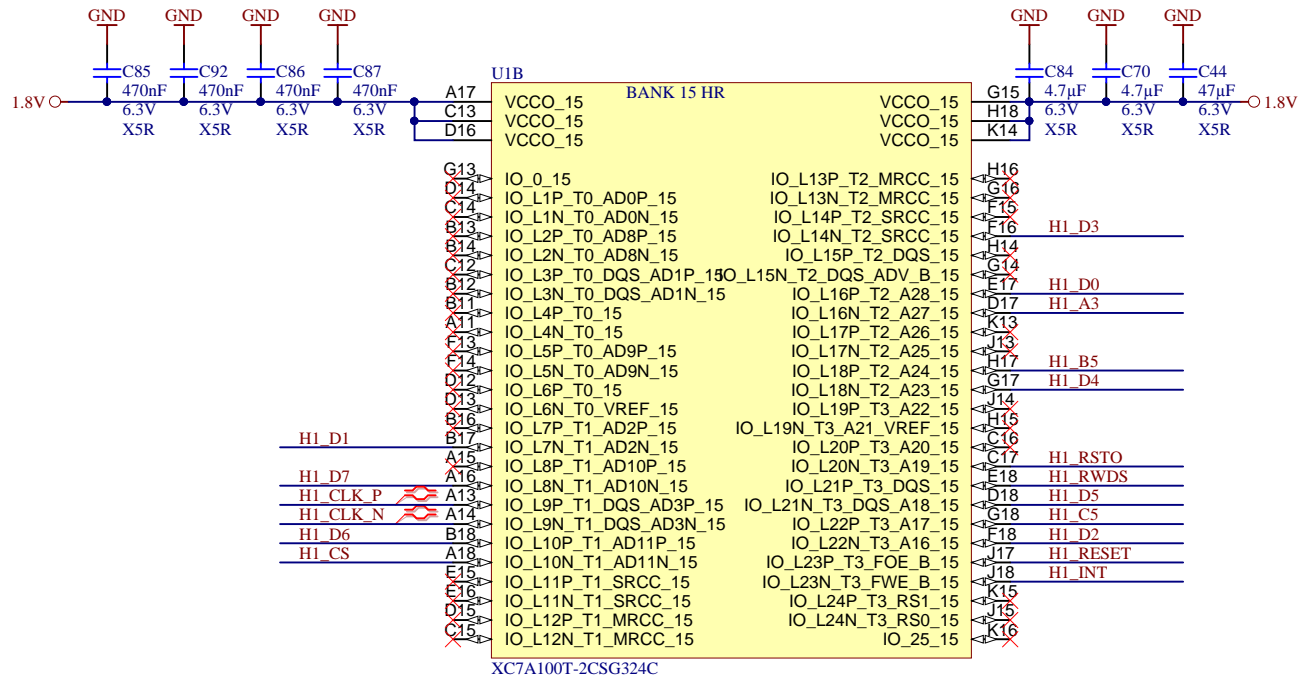 GND GND GND GND GND GND GND
C85 C92 C86 C87 C84 C70 C44
470nF 470nF 470nF 470nF 4.7µF 4.7µF 47µF
6.3V 6.3V 6.3V 6.3V 6.3V 6.3V 6.3V
X5R X5R X5R X5R X5R X5R X5R
1.8V 1.8V
U1B
BANK 15 HR
A17 VCCO_15 VCCO_15 G15
C13 VCCO_15 VCCO_15 H18
D16 VCCO_15 VCCO_15 K14
G13 IO_0_15 IO_L13P_T2_MRCC_15 H16
D14 IO_L1P_T0_AD0P_15 IO_L13N_T2_MRCC_15 G16
C14 IO_L1N_T0_AD0N_15 IO_L14P_T2_SRCC_15 F15
B13 IO_L2P_T0_AD8P_15 IO_L14N_T2_SRCC_15 F16 H1_D3
B14 IO_L2N_T0_AD8N_15 IO_L15P_T2_DQS_15 H14
C12 IO_L3P_T0_DQS_AD1P_15 IO_L15N_T2_DQS_ADV_B_15 G14
B12 IO_L3N_T0_DQS_AD1N_15 IO_L16P_T2_A28_15 E17 H1_D0
B11 IO_L4P_T0_15 IO_L16N_T2_A27_15 D17 H1_A3
A11 IO_L4N_T0_15 IO_L17P_T2_A26_15 K13
F13 IO_L5P_T0_AD9P_15 IO_L17N_T2_A25_15 J13
F14 IO_L5N_T0_AD9N_15 IO_L18P_T2_A24_15 H17 H1_B5
D12 IO_L6P_T0_15 IO_L18N_T2_A23_15 G17 H1_D4
D13 IO_L6N_T0_VREF_15 IO_L19P_T3_A22_15 J14
B16 IO_L7P_T1_AD2P_15 IO_L19N_T3_A21_VREF_15 H15
H1_D1 B17 IO_L7N_T1_AD2N_15 IO_L20P_T3_A20_15 C16
A15 IO_L8P_T1_AD10P_15 IO_L20N_T3_A19_15 C17 H1_RSTO
H1_D7 A16 IO_L8N_T1_AD10N_15 IO_L21P_T3_DQS_15 E18 H1_RWDS
H1_CLK_P A13 IO_L9P_T1_DQS_AD3P_15 IO_L21N_T3_DQS_A18_15 D18 H1_D5
H1_CLK_N A14 IO_L9N_T1_DQS_AD3N_15 IO_L22P_T3_A17_15 G18 H1_C5
H1_D6 B18 IO_L10P_T1_AD11P_15 IO_L22N_T3_A16_15 F18 H1_D2
H1_CS A18 IO_L10N_T1_AD11N_15 IO_L23P_T3_FOE_B_15 J17 H1_RESET
E15 IO_L11P_T1_SRCC_15 IO_L23N_T3_FWE_B_15 J18 H1_INT
E16 IO_L11N_T1_SRCC_15 IO_L24P_T3_RS1_15 K15
D15 IO_L12P_T1_MRCC_15 IO_L24N_T3_RS0_15 J15
C15 IO_L12N_T1_MRCC_15 IO_25_15 K16
XC7A100T-2CSG324C